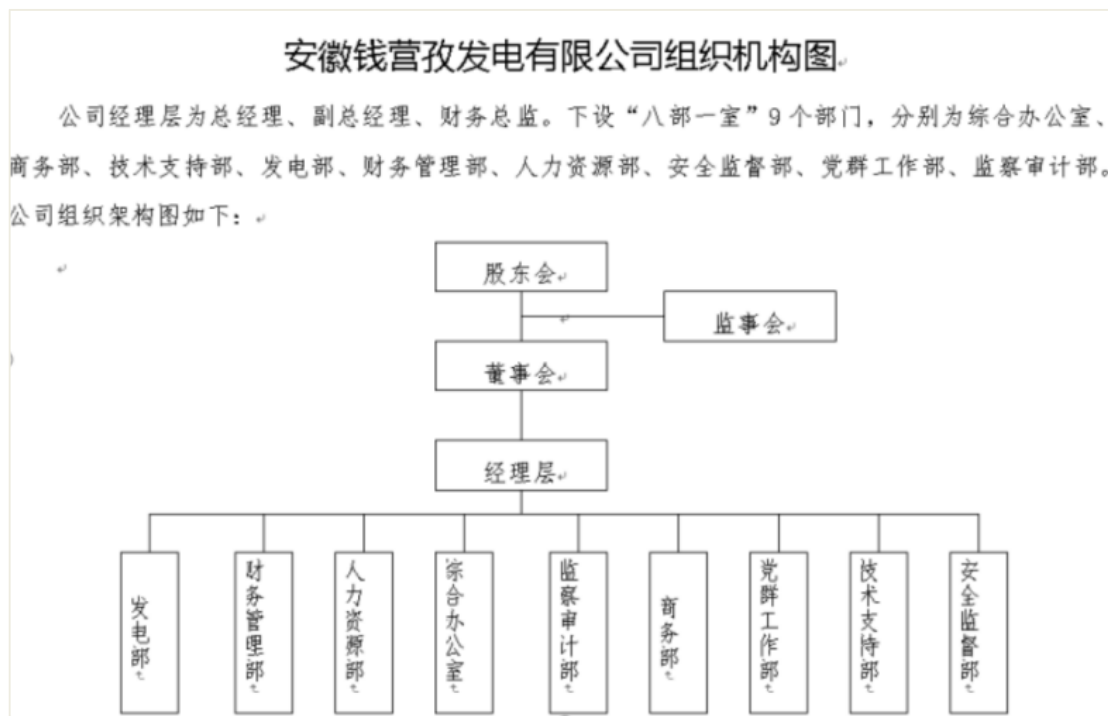 安徽钱营孜发电有限公司组织机构图
公司经理层为总经理、副总经理、财务总监。下设“八部一室”9个部门，分别为综合办公室、
商务部、技术支持部、发电部、财务管理部、人力资源部、安全监督部、党群工作部、监察审计部。
公司组织架构图如下：
股东会
监事会
董事会
经理层
发电部
财务管理部
人力资源部
综合办公室
监察审计部
商务部
党群工作部
技术支持部
安全监督部